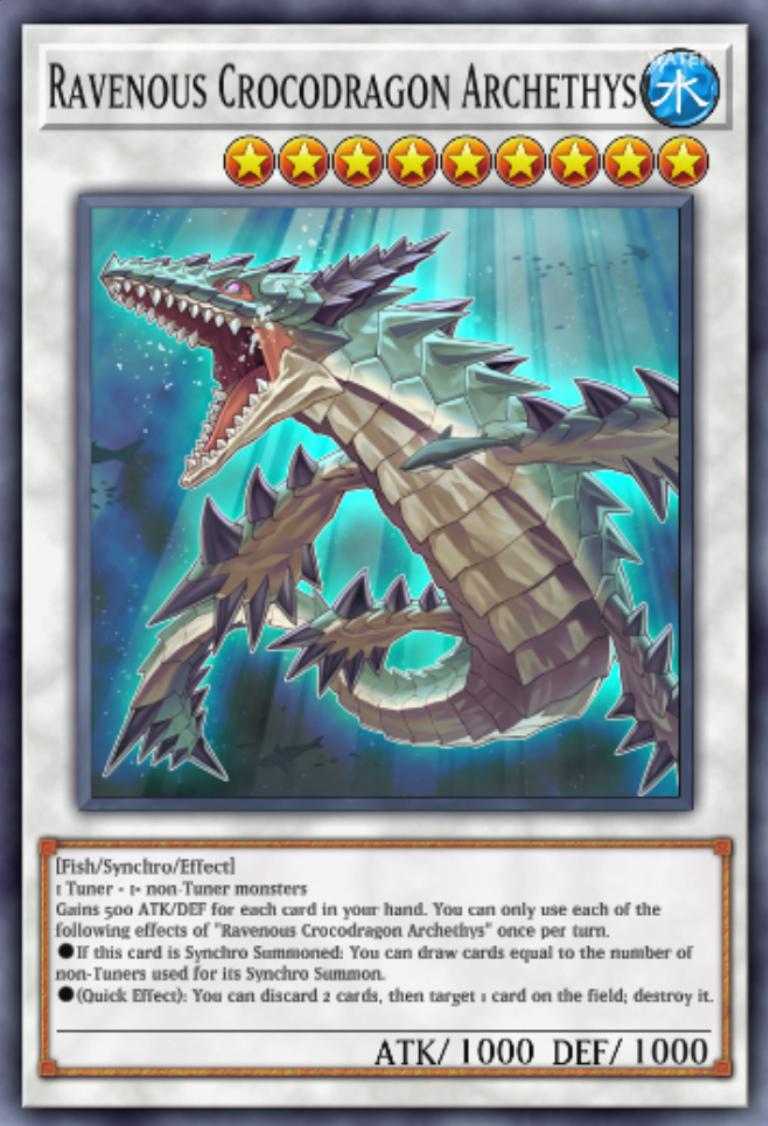 RAVENOUS CROCODRAGON ARCHETHYS
WATER
水
[Fish/Synchro/Effect]
1 Tuner + 1+ non-Tuner monsters
Gains 500 ATK/DEF for each card in your hand. You can only use each of the
following effects of "Ravenous Crocodragon Archethys" once per turn.
●If this card is Synchro Summoned: You can draw cards equal to the number of
non-Tuners used for its Synchro Summon.
●(Quick Effect): You can discard 2 cards, then target 1 card on the field; destroy it.
ATK/ 1000 DEF/ 1000